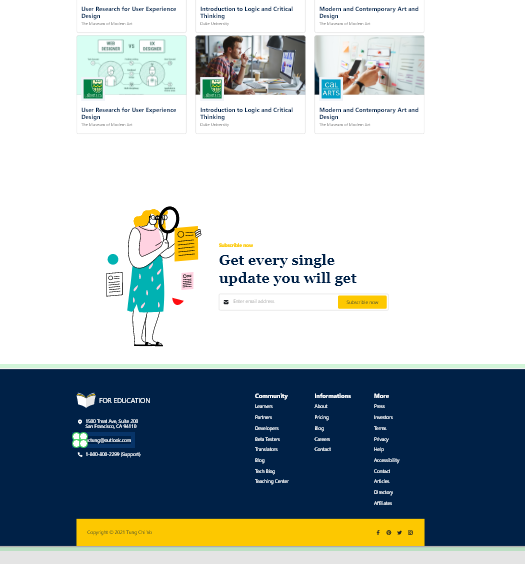 User Research for User Experience
Design
The Museum of Modern Art
Introduction to Logic and Critical
Thinking
Duke University
Modern and Contemporary Art and
Design
The Museum of Modern Art
WEB
DESIGNER
VS
UX
DESIGNER
Cal
ARTS
User Research for User Experience
Design
The Museum of Modern Art
Introduction to Logic and Critical
Thinking
Duke University
Modern and Contemporary Art and
Design
The Museum of Modern Art
Subscribe now
Get every single
update you will get
Enter email address
Subscribe now
FOR EDUCATION
1580 Treat Ave, Suite 200
San Francisco, CA 94110
@outlook.com
1-800-800-2299 (Support)
Community
Learners
Partners
Developers
Beta Testers
Translators
Blog
Tech Blog
Teaching Center
Informations
About
Pricing
Blog
Careers
Contact
More
Press
Investors
Terms
Privacy
Help
Accessibility
Contact
Articles
Directory
Affiliates
Copyright © 2021 Tung Chi Vo